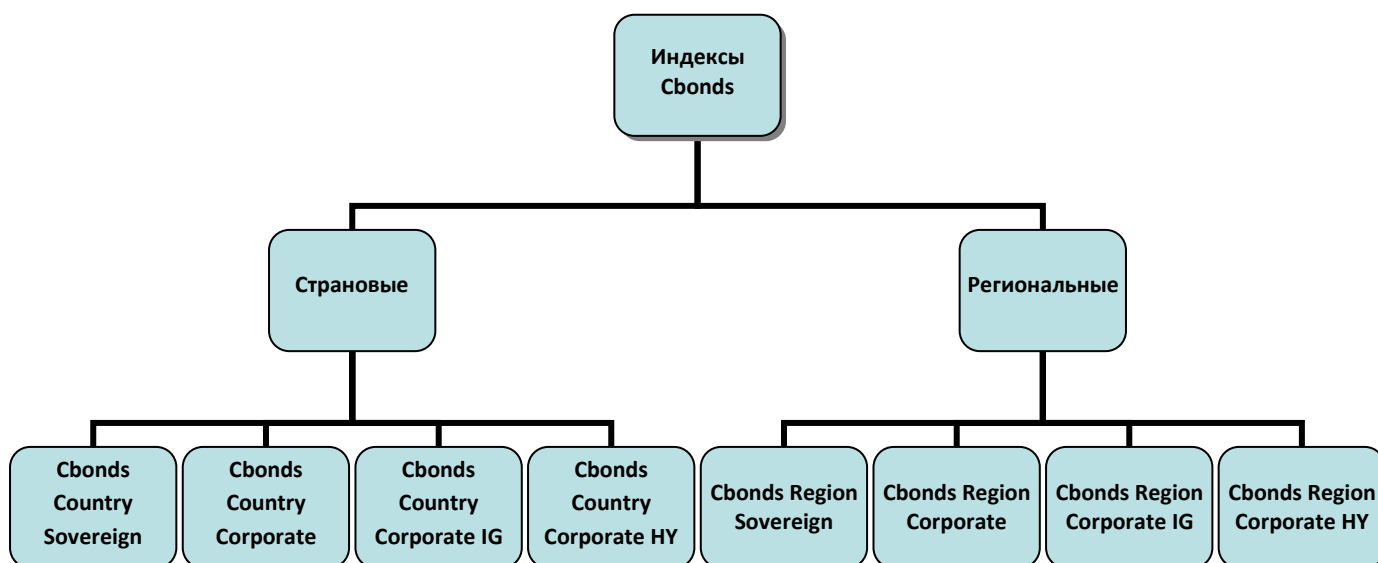 Индексы
Cbonds
Страновые
Региональные
Cbonds
Country
Sovereign
Cbonds
Country
Corporate
Cbonds
Country
Corporate IG
Cbonds
Country
Corporate HY
Cbonds Region
Sovereign
Cbonds Region
Corporate
Cbonds Region
Corporate IG
Cbonds Region
Corporate HY